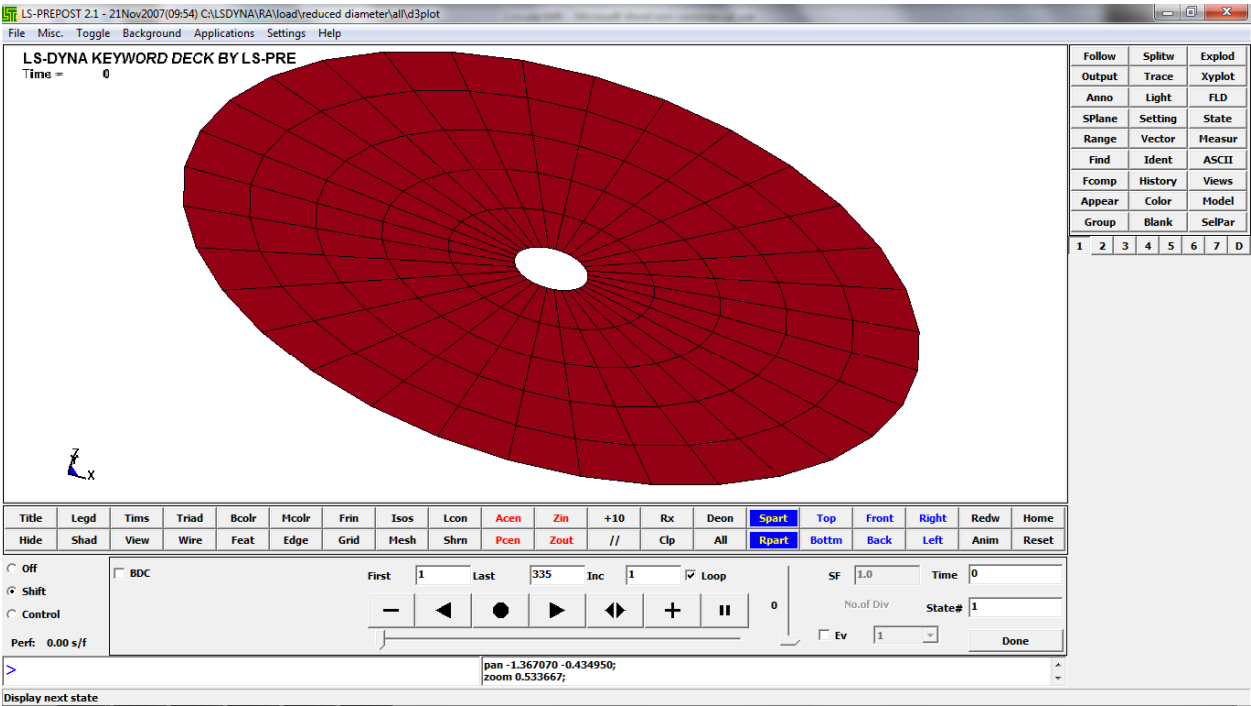 LS-PREPOST 2.1 - 21Nov2007(09:54) C:\LSDYNA\RA\load\reduced diameter\all\d3plot
File Misc. Toggle Background Applications Settings Help
LS-DYNA KEYWORD DECK BY LS-PRE
Time = 0
Z
X
Follow Splitw Explod
Output Trace Xyplot
Anno Light FLD
SPlane Setting State
Range Vector Measur
Find Ident ASCII
Fcomp History Views
Appear Color Model
Group Blank SelPar
1 2 3 4 5 6 7 D
Title Legd Tims Triad Bcolr Mcolr Frin Isos Lcon Acen Zin +10 Rx Deon Spart Top Front Right Redw Home
Hide Shad View Wire Feat Edge Grid Mesh Shrn Pcen Zout // Clp All Rpart Bottm Back Left Anim Reset
Off
Shift
Control
Perf: 0.00 s/f
BDC
First 1 Last 335 Inc 1 Loop
0
SF 1.0 Time 0
No.of Div State# 1
Ev 1 Done
>
pan -1.367070 -0.434950;
zoom 0.533667;
Display next state